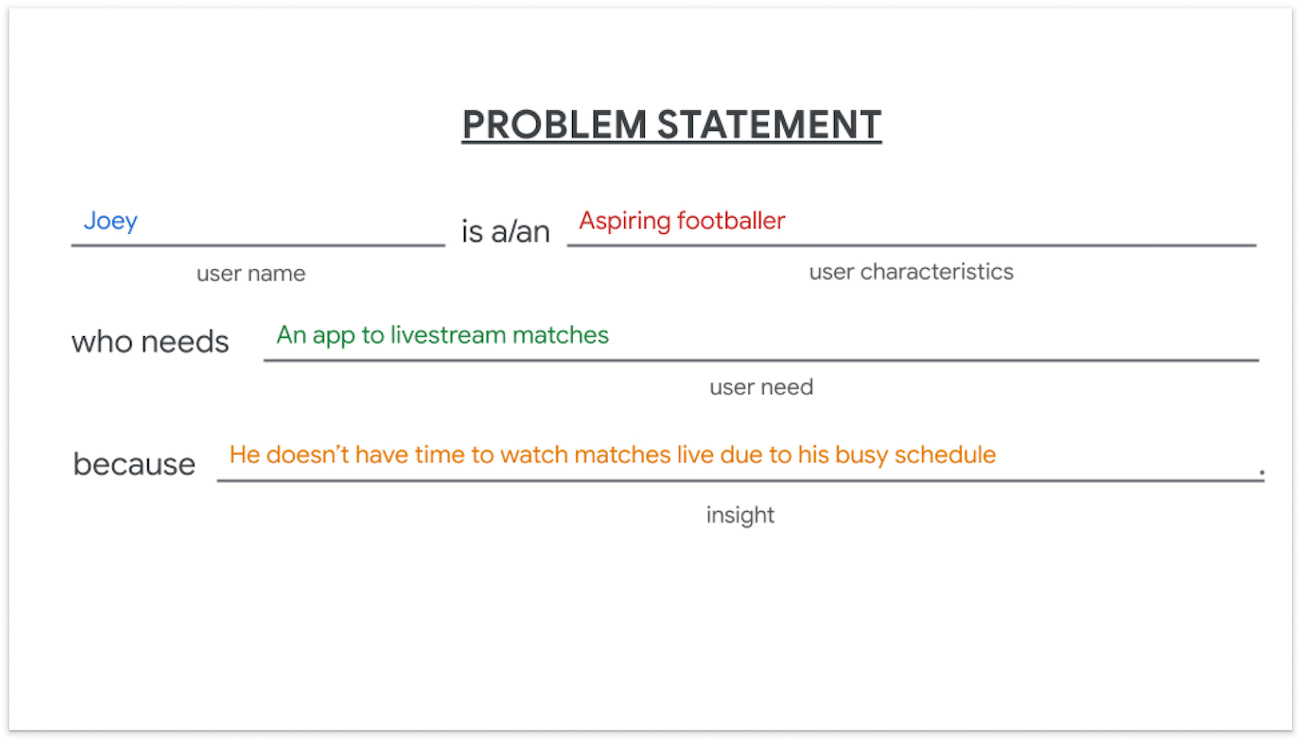 PROBLEM STATEMENT
Joey is a/an Aspiring footballer
user name user characteristics
who needs An app to livestream matches
user need
because He doesn’t have time to watch matches live due to his busy schedule .
insight